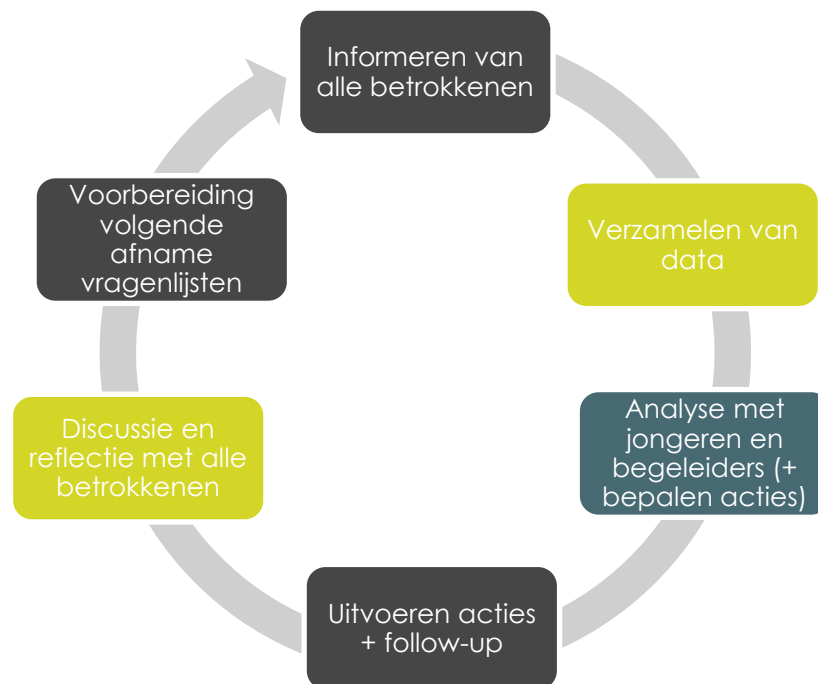 Informeren van
alle betrokkenen
Verzamelen van
data
Analyse met
jongeren en
begeleiders (+
bepalen acties)
Uitvoeren acties
+ follow-up
Discussie en
reflectie met alle
betrokkenen
Voorbereiding
volgende
afname
vragenlijsten